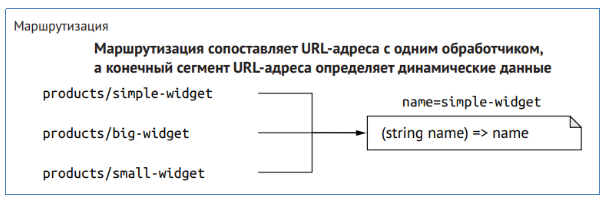 Маршрутизация
Маршрутизация сопоставляет URL-адреса с одним обработчиком,
а конечный сегмент URL-адреса определяет динамические данные
products/simple-widget
name=simple-widget
products/big-widget
(string name) => name
products/small-widget